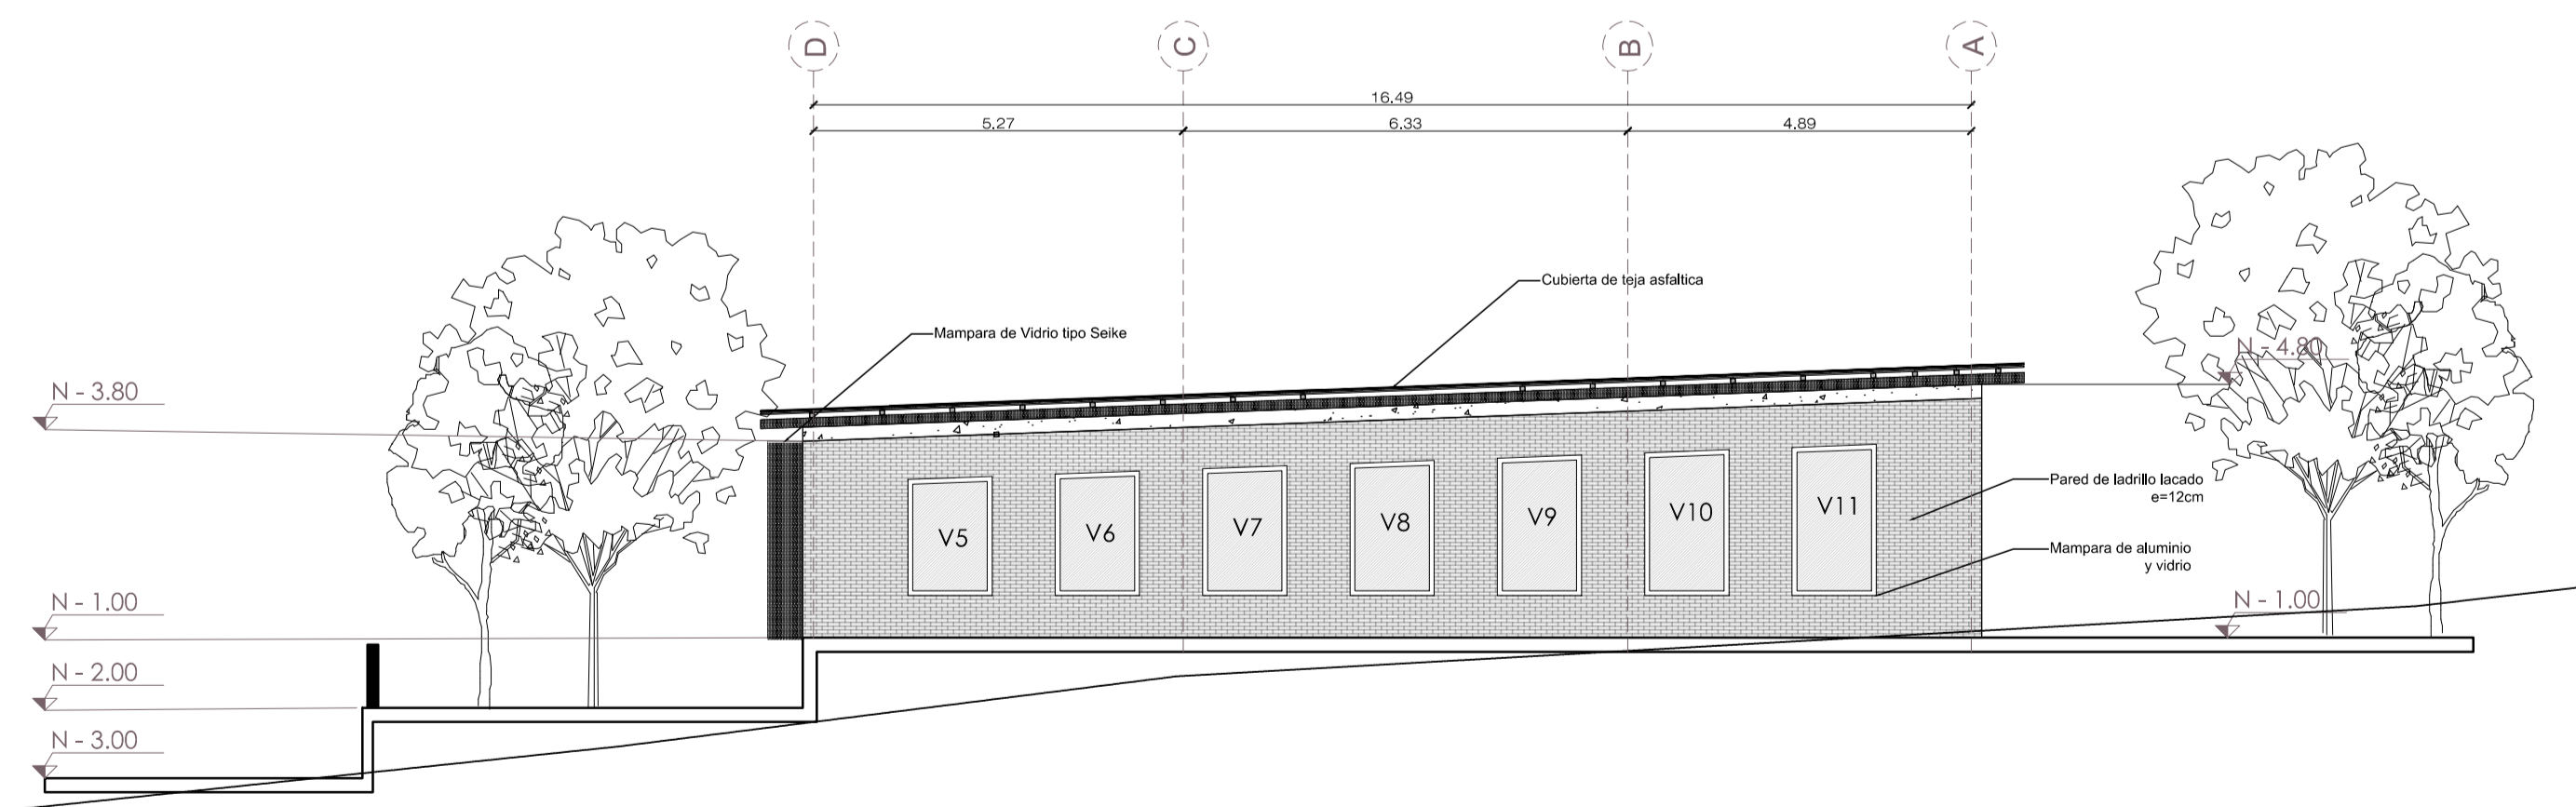 D
C
B
A
16.49
5.27
6.33
4.89
Cubierta de teja asfaltica
Mampara de Vidrio tipo Seike
N - 4.80
N - 3.80
Pared de ladrillo lacado
e=12cm
V5
V6
V7
V8
V9
V10
V11
Mampara de aluminio
y vidrio
N - 1.00
N - 1.00
N - 2.00
N - 3.00